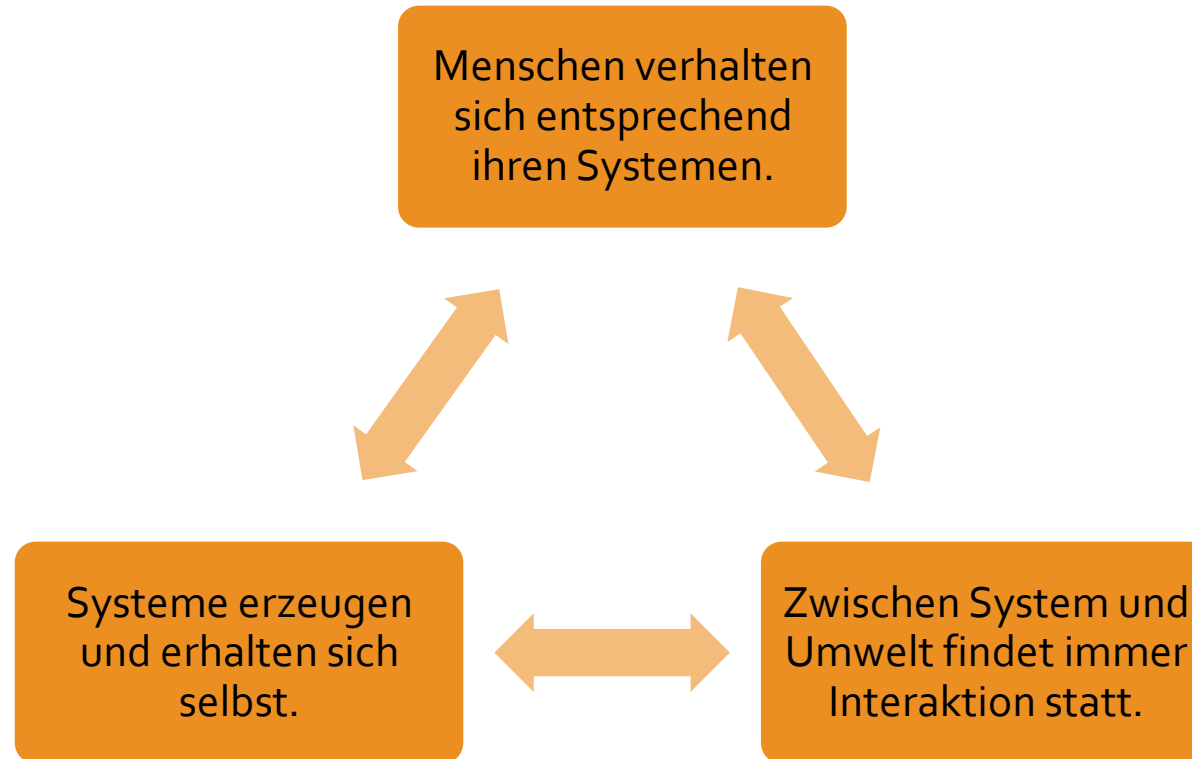 Menschen verhalten
sich entsprechend
ihren Systemen.
Systeme erzeugen
und erhalten sich
selbst.
Zwischen System und
Umwelt findet immer
Interaktion statt.